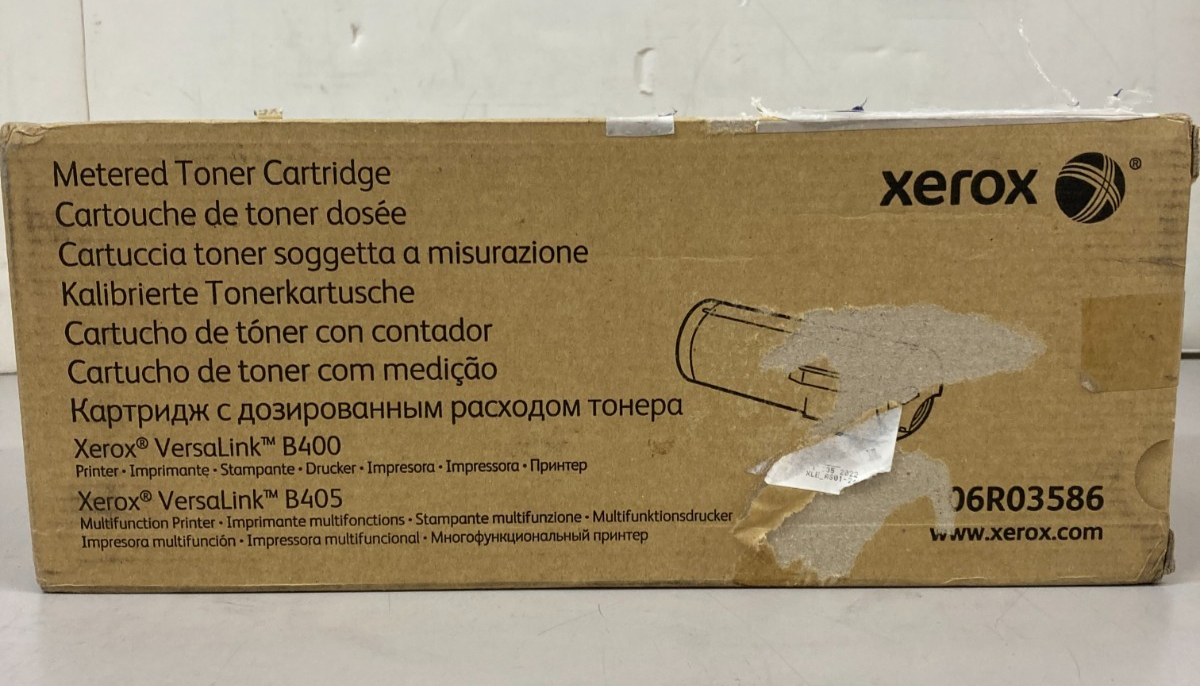 Metered Toner Cartridge
Cartouche de toner dosée
Cartuccia toner soggetta a misurazione
Kalibrierte Tonerkartusche
Cartucho de tóner con contador
Cartucho de toner com medição
Картридж с дозированным расходом тонера
Xerox® VersaLink™ B400
Printer • Imprimante • Stampante • Drucker • Impresora • Impressora • Принтер
Xerox® VersaLink™ B405
Multifunction Printer • Imprimante multifonctions • Stampante multifunzione • Multifunktionsdrucker
Impresora multifunción • Impressora multifuncional • Многофункциональный принтер
xerox ®
2022
06R03586
www.xerox.com